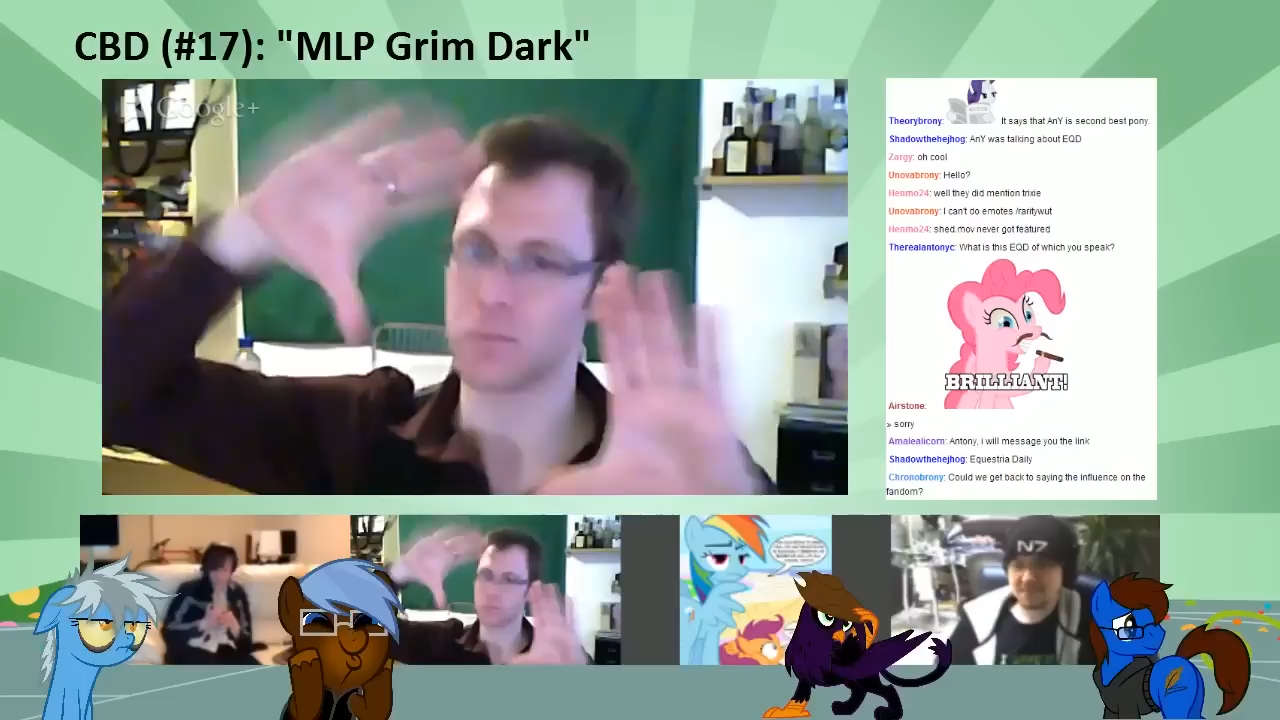 CBD (#17): "MLP Grim Dark"
Google+
Theorybrony: It says that AnY is second best pony.
Shadowthehejhog: AnY was talking about EQD
Zargy: oh cool
Unovabrony: Hello?
Henmo24: well they did mention trixie
Unovabrony: I can't do emotes /raritywut
Henmo24: shed.mov never got featured
Therealantonyc: What is this EQD of which you speak?
BRILLIANT!
Airstone:
» sorry
Amalealicorn: Antony, i will message you the link
Shadowthehejhog: Equestria Daily
Chronobrony: Could we get back to saying the influence on the
fandom?
N7